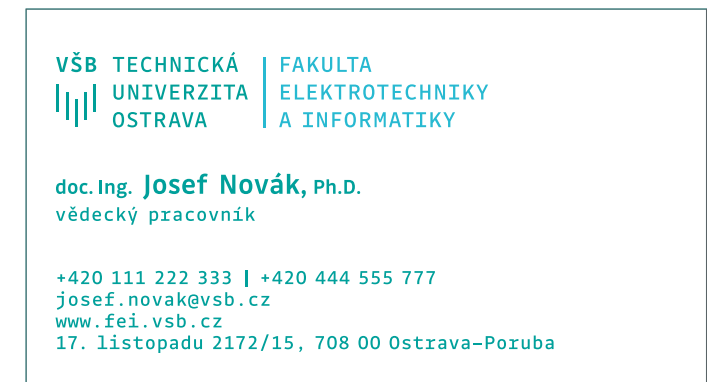 VŠB TECHNICKÁ UNIVERZITA OSTRAVA
FAKULTA ELEKTROTECHNIKY A INFORMATIKY
doc. Ing. Josef Novák, Ph.D.
vědecký pracovník
+420 111 222 333 | +420 444 555 777
josef.novak@vsb.cz
www.fei.vsb.cz
17. listopadu 2172/15, 708 00 Ostrava-Poruba